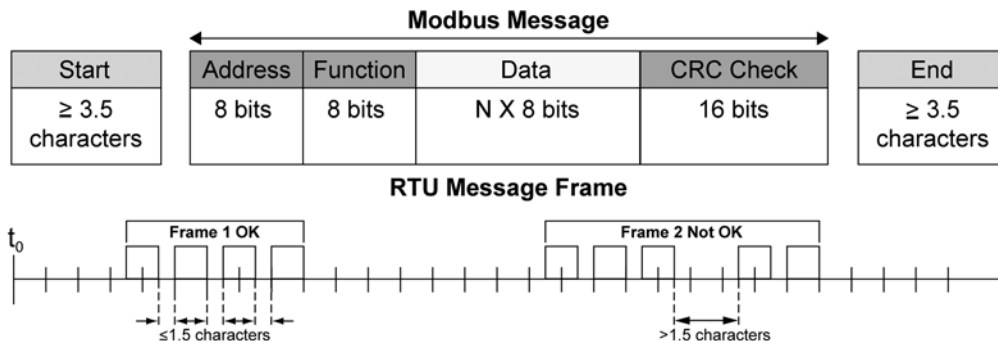 Modbus Message
Start Address Function Data CRC Check End
≥ 3.5 characters 8 bits 8 bits N X 8 bits 16 bits ≥ 3.5 characters
RTU Message Frame
t0
Frame 1 OK Frame 2 Not OK
≤1.5 characters >1.5 characters